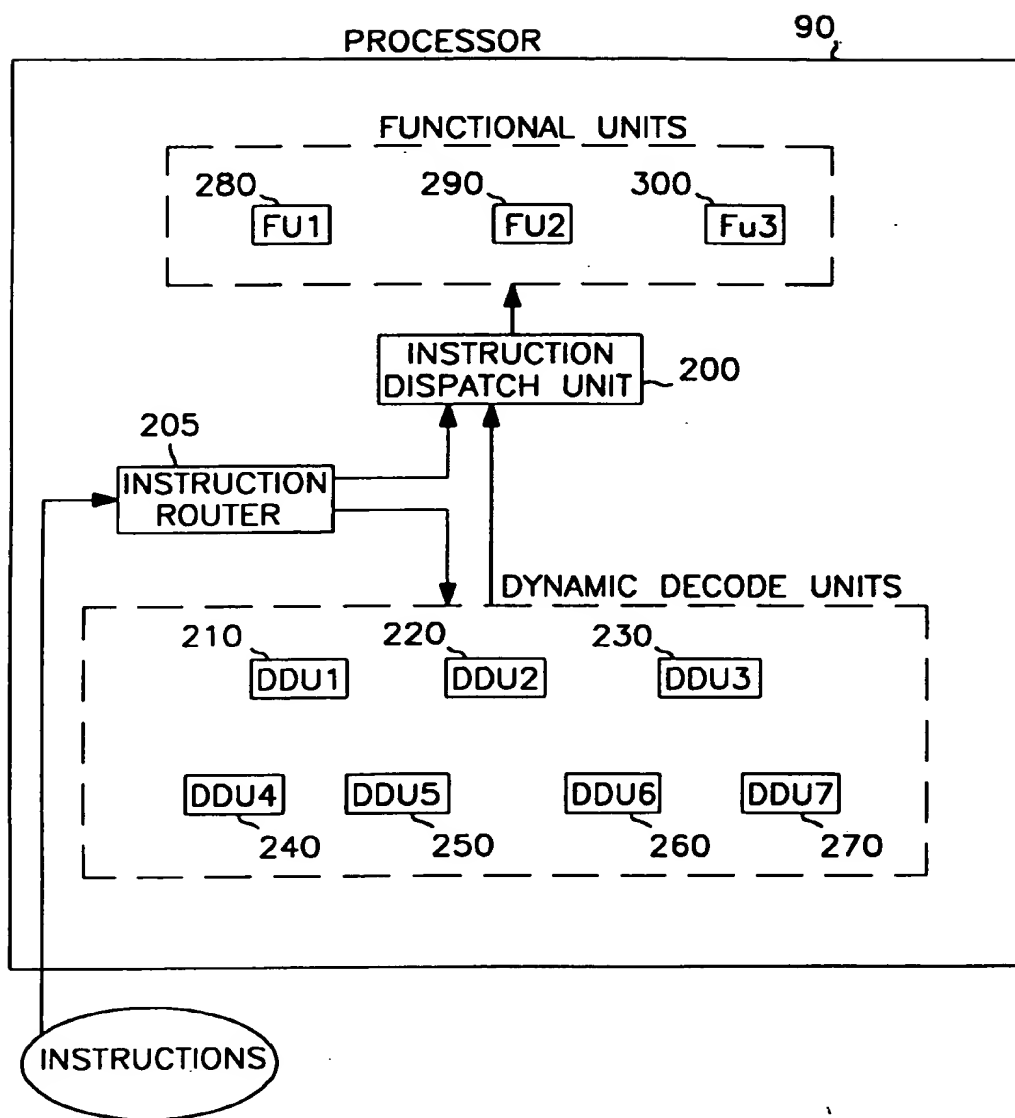 PROCESSOR
90
FUNCTIONAL UNITS
280
290
300
FU1
FU2
Fu3
INSTRUCTION
DISPATCH UNIT
200
205
INSTRUCTION
ROUTER
DYNAMIC DECODE UNITS
210
220
230
DDU1
DDU2
DDU3
DDU4
DDU5
DDU6
DDU7
240
250
260
270
INSTRUCTIONS